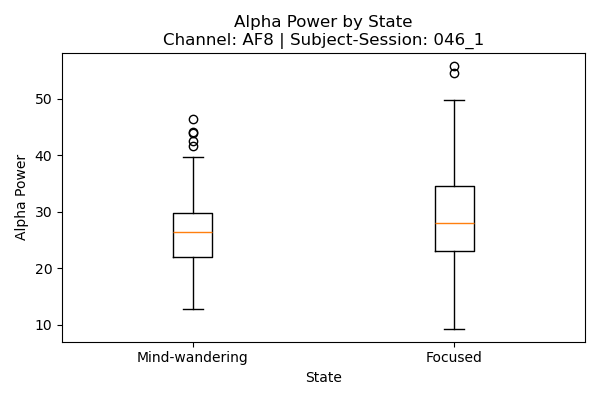 Alpha Power by State
Channel: AF8 | Subject-Session: 046_1
Alpha Power
50
40
30
20
10
Mind-wandering
Focused
State